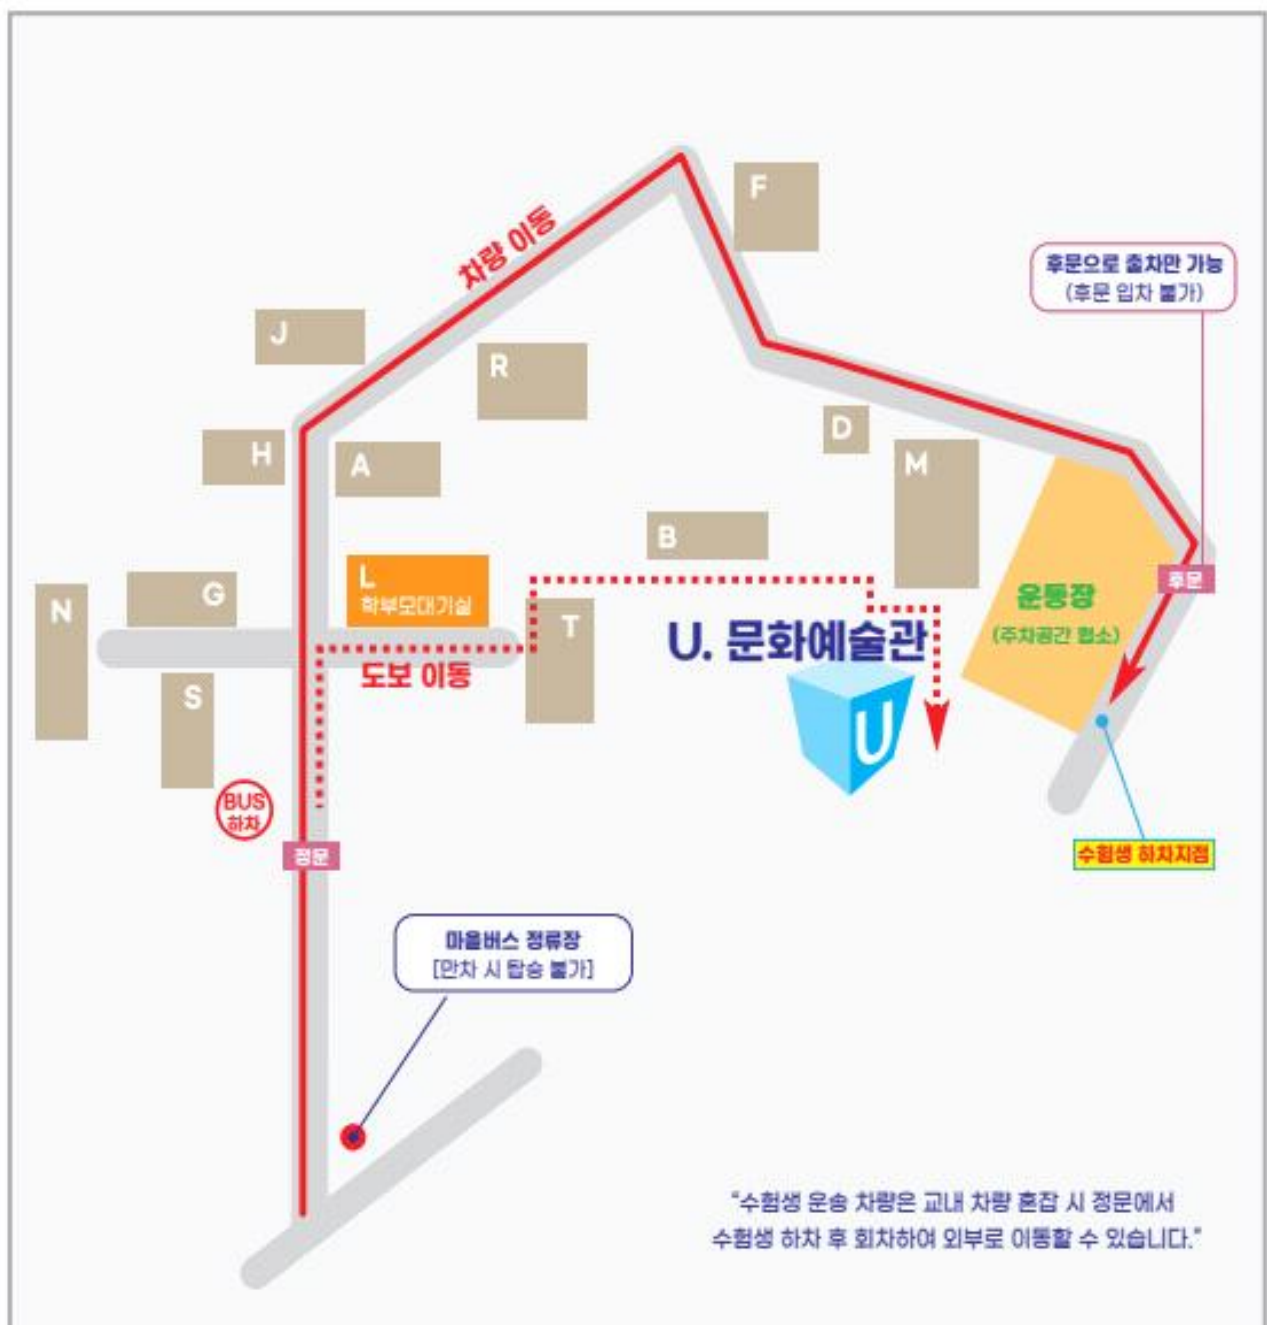 F
차량 이동
후문으로 출차만 가능
(후문 입차 불가)
J
R
D
H
A
M
B
L
학부모대기실
후문
G
N
T
운동장
(주차공간 협소)
U. 문화예술관
도보 이동
S
U
BUS
하차
정문
수험생 하차지점
마을버스 정류장
[만차 시 탑승 불가]
"수험생 운송 차량은 교내 차량 혼잡 시 정문에서
수험생 하차 후 회차하여 외부로 이동할 수 있습니다."